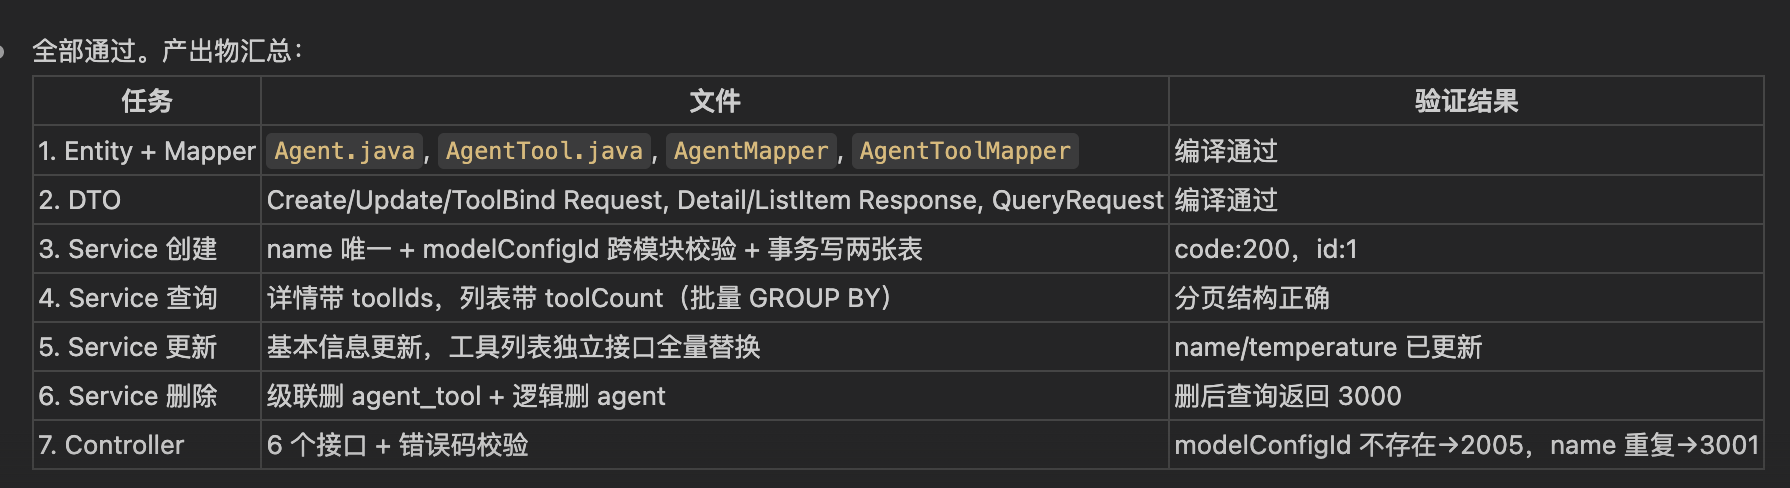 全部通过。产出物汇总：
任务 文件 验证结果
1. Entity + Mapper Agent.java, AgentTool.java, AgentMapper, AgentToolMapper 编译通过
2. DTO Create/Update/ToolBind Request, Detail/ListItem Response, QueryRequest 编译通过
3. Service 创建 name 唯一 + modelConfigId 跨模块校验 + 事务写两张表 code:200，id:1
4. Service 查询 详情带 toolIds，列表带 toolCount（批量 GROUP BY） 分页结构正确
5. Service 更新 基本信息更新，工具列表独立接口全量替换 name/temperature 已更新
6. Service 删除 级联删 agent_tool + 逻辑删 agent 删后查询返回 3000
7. Controller 6 个接口 + 错误码校验 modelConfigId 不存在→2005，name 重复→3001